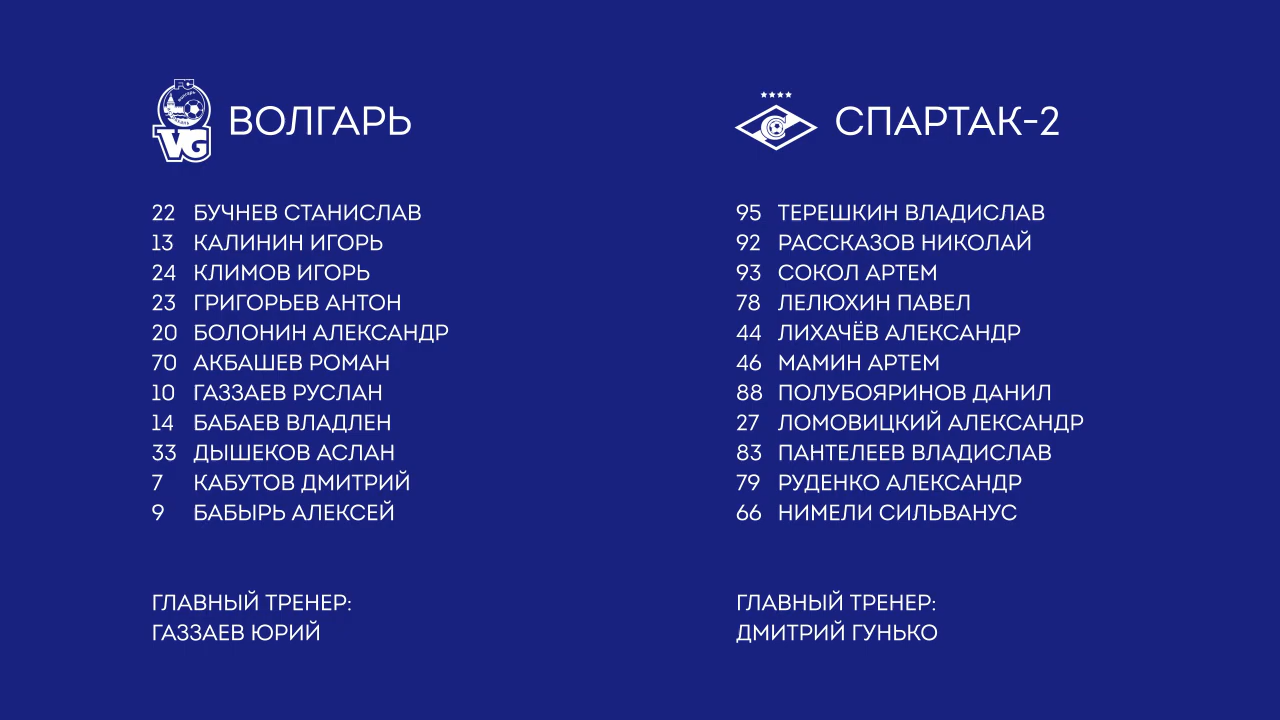 FC
VG
ВОЛГАРЬ
22 БУЧНЕВ СТАНИСЛАВ
13 КАЛИНИН ИГОРЬ
24 КЛИМОВ ИГОРЬ
23 ГРИГОРЬЕВ АНТОН
20 БОЛОНИН АЛЕКСАНДР
70 АКБАШЕВ РОМАН
10 ГАЗЗАЕВ РУСЛАН
14 БАБАЕВ ВЛАДЛЕН
33 ДЫШЕКОВ АСЛАН
7 КАБУТОВ ДМИТРИЙ
9 БАБЫРЬ АЛЕКСЕЙ
ГЛАВНЫЙ ТРЕНЕР:
ГАЗЗАЕВ ЮРИЙ
СПАРТАК-2
95 ТЕРЕШКИН ВЛАДИСЛАВ
92 РАССКАЗОВ НИКОЛАЙ
93 СОКОЛ АРТЕМ
78 ЛЕЛЮХИН ПАВЕЛ
44 ЛИХАЧЁВ АЛЕКСАНДР
46 МАМИН АРТЕМ
88 ПОЛУБОЯРИНОВ ДАНИЛ
27 ЛОМОВИЦКИЙ АЛЕКСАНДР
83 ПАНТЕЛЕЕВ ВЛАДИСЛАВ
79 РУДЕНКО АЛЕКСАНДР
66 НИМЕЛИ СИЛЬВАНУС
ГЛАВНЫЙ ТРЕНЕР:
ДМИТРИЙ ГУНЬКО